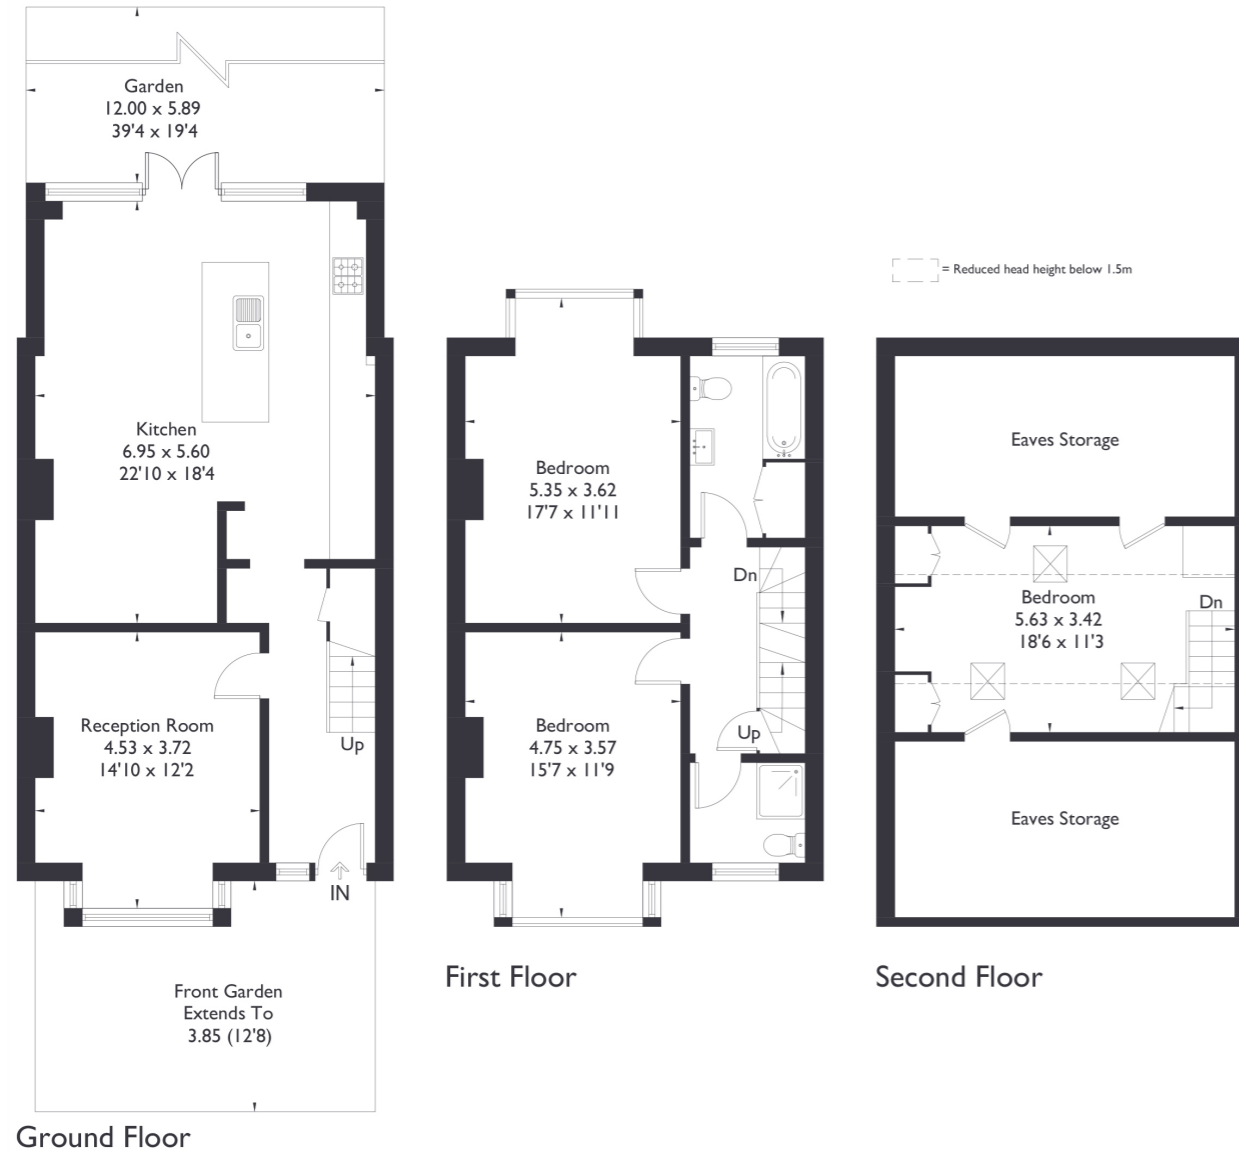 Garden
12.00 x 5.89
39'4 x 19'4
Kitchen
6.95 x 5.60
22'10 x 18'4
Reception Room
4.53 x 3.72
14'10 x 12'2
Up
IN
Front Garden
Extends To
3.85 (12'8)
Ground Floor
Bedroom
5.35 x 3.62
17'7 x 11'11
Dn
Bedroom
4.75 x 3.57
15'7 x 11'9
Up
First Floor
= Reduced head height below 1.5m
Eaves Storage
Bedroom
5.63 x 3.42
18'6 x 11'3
Dn
Eaves Storage
Second Floor